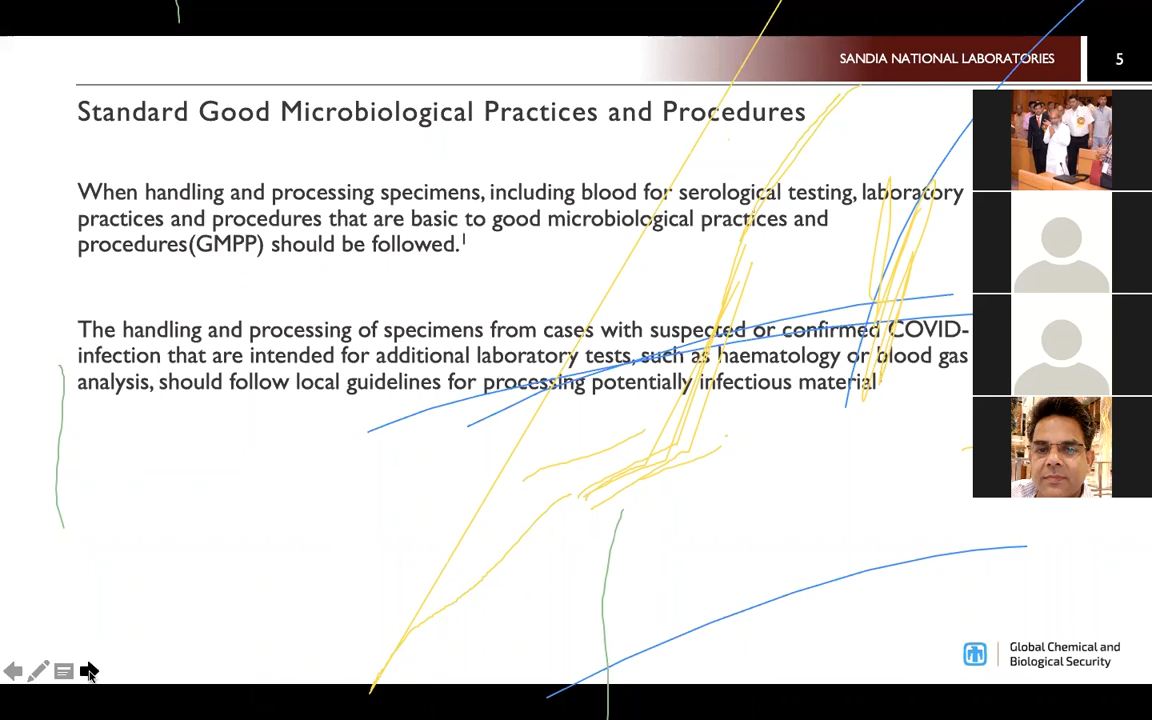 SANDIA NATIONAL LABORATORIES
5
Standard Good Microbiological Practices and Procedures
When handling and processing specimens, including blood for serological testing, laboratory
practices and procedures that are basic to good microbiological practices and
procedures(GMPP) should be followed.¹
The handling and processing of specimens from cases with suspected or confirmed COVID-
infection that are intended for additional laboratory tests, such as haematology or blood gas
analysis, should follow local guidelines for processing potentially infectious material
Global Chemical and
Biological Security